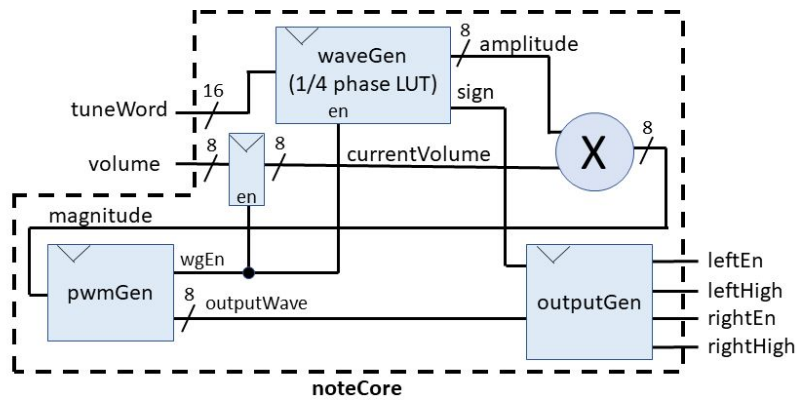 8
amplitude
waveGen
(1/4 phase LUT)
16
sign
tuneWord
en
8
8
8
volume
currentVolume
X
en
magnitude
wgEn
leftEn
pwmGen
8
outputWave
outputGen
leftHigh
rightEn
rightHigh
noteCore